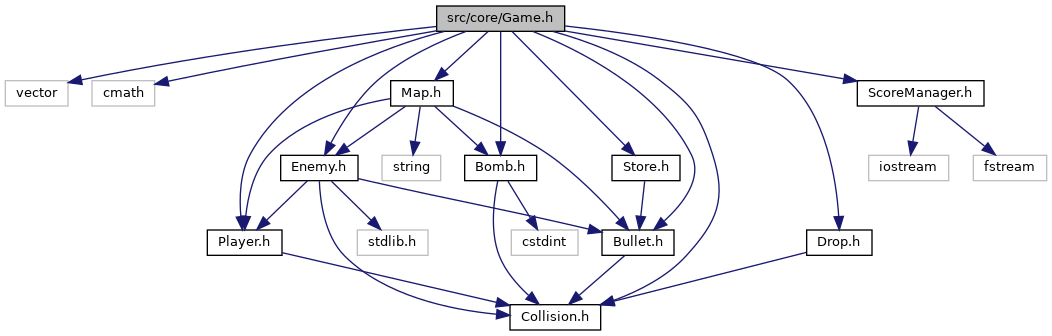 src/core/Game.h
vector
cmath
Map.h
ScoreManager.h
Enemy.h
string
Bomb.h
Store.h
iostream
fstream
Player.h
stdlib.h
cstdint
Bullet.h
Drop.h
Collision.h